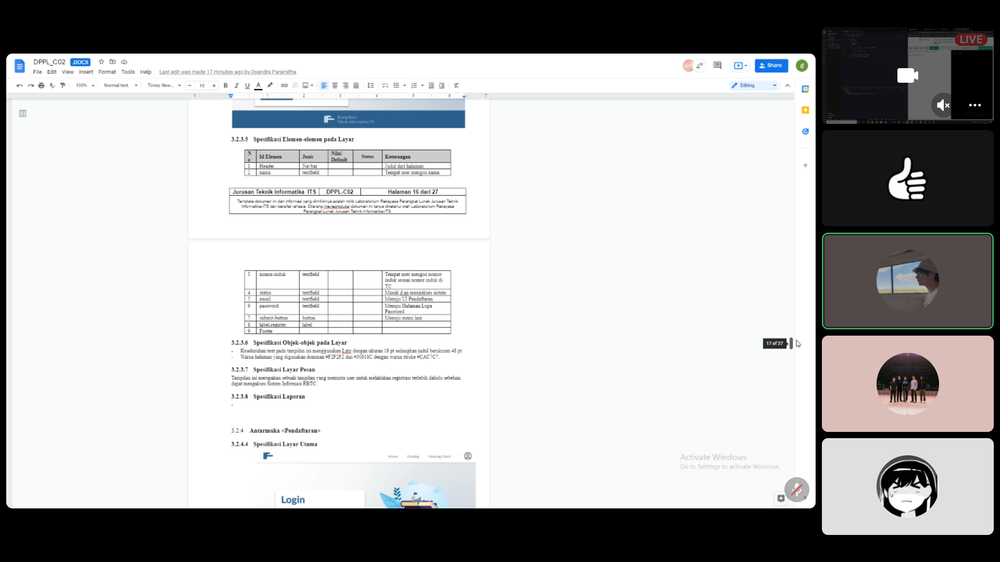 DPPL_C02 .DOCX
File Edit View Insert Format Tools Help Last edit was made 17 minutes ago by Dyandra Paramitha
Share
d
100% Normal text Times New... 10 B I U A
Editing
1 1 2 3 4 5 6 7
Ruang Baca
Teknik Informatika ITS
3.2.3.5 Spesifikasi Elemen-elemen pada Layar
No Id Elemen Jenis Nilai Default Status Keterangan
1 Header Navbar Judul dari halaman
2 nama textfield Tempat user mengisi nama
Jurusan Teknik Informatika ITS DPPL-C02 Halaman 16 dari 27
Template dokumen ini dan informasi yang dimilikinya adalah milik Laboratorium Rekayasa Perangkat Lunak Jurusan Teknik
Informatika-ITS dan bersifat rahasia. Dilarang me-reproduksi dokumen ini tanpa diketahui oleh Laboratorium Rekayasa
Perangkat Lunak Jurusan Teknik Informatika-ITS.
3 nomor-induk textfield Tempat user mengisi nomor
induk sesuai nomor induk di
TC
4 status textfield Masuk d an mengakses sistem
5 email textfield Menuju UI Pendaftaran
6 password textfield Menuju Halaman Lupa
Password
7 submit-button button Menuju menu lain
8 label-register label
9 Footer
3.2.3.6 Spesifikasi Objek-objek pada Layar
- Keseluruhan text pada tampilan ini menggunakan Lato dengan ukuran 18 pt sedangkan judul berukuran 48 pt.
- Warna halaman yang digunakan dominan #F2F2F2 dan #30618C dengan warna stroke #CAC7C7.
3.2.3.7 Spesifikasi Layar Pesan
Tampilan ini merupakan sebuah tampilan yang meminta user untuk melakukan registrasi terlebih dahulu sebelum
dapat mengakses Sistem Informasi RBTC.
3.2.3.8 Spesifikasi Laporan
-
3.2.4 Antarmuka <Pendaftaran>
3.2.4.4 Spesifikasi Layar Utama
Home Katalog Hubungi Kami
Login
17 of 27
Activate Windows
Go to Settings to activate Windows.
LIVE